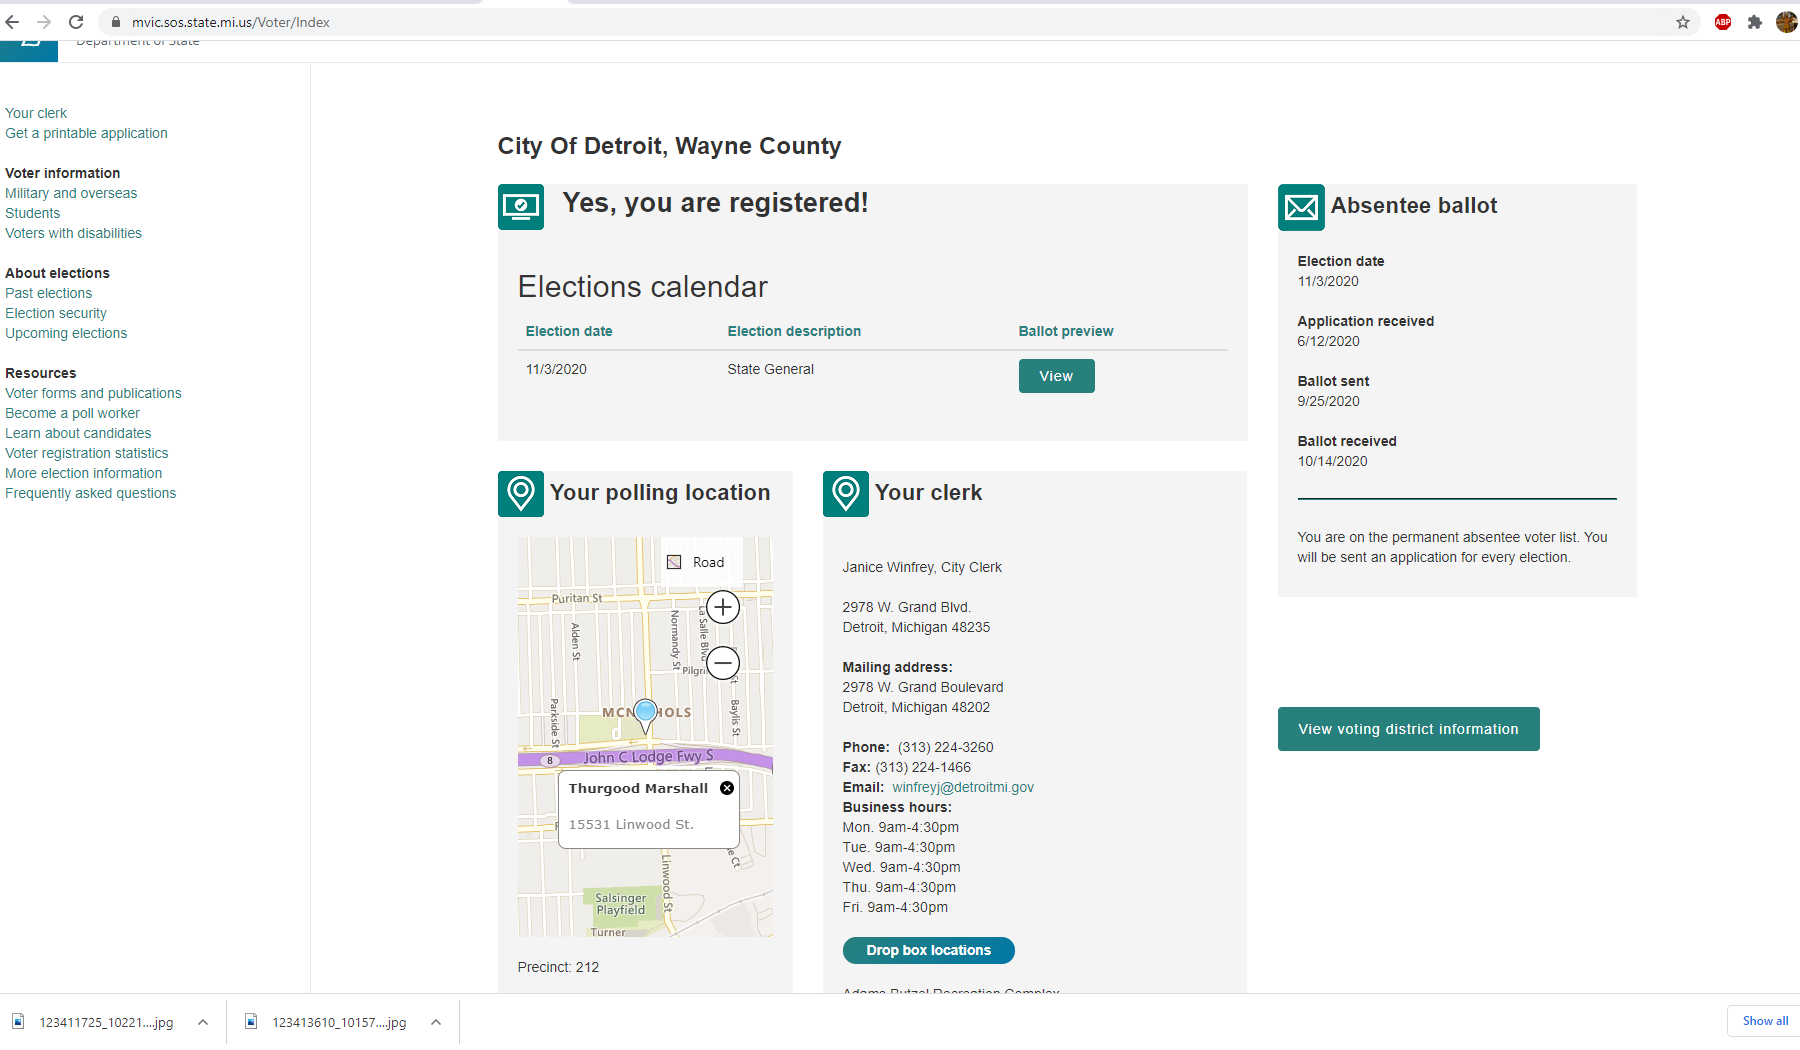 mvic.sos.state.mi.us/Voter/Index
ABP
Department of State
Your clerk
Get a printable application
Voter information
Military and overseas
Students
Voters with disabilities
About elections
Past elections
Election security
Upcoming elections
Resources
Voter forms and publications
Become a poll worker
Learn about candidates
Voter registration statistics
More election information
Frequently asked questions
City Of Detroit, Wayne County
Yes, you are registered!
Elections calendar
Election date Election description Ballot preview
11/3/2020 State General View
Your polling location
Road
Puritan St
Alden St
Normandy St
La Salle Blvd
St
Baylis St
Parkside St
8
John C Lodge Fwy S
Thurgood Marshall
15531 Linwood St.
Ct
Linwood St
Salsinger
Playfield
Turner
Precinct: 212
Your clerk
Janice Winfrey, City Clerk
2978 W. Grand Blvd.
Detroit, Michigan 48235
Mailing address:
2978 W. Grand Boulevard
Detroit, Michigan 48202
Phone: (313) 224-3260
Fax: (313) 224-1466
Email: winfreyj@detroitmi.gov
Business hours:
Mon. 9am-4:30pm
Tue. 9am-4:30pm
Wed. 9am-4:30pm
Thu. 9am-4:30pm
Fri. 9am-4:30pm
Drop box locations
Adams Butzel Recreation Complex
Absentee ballot
Election date
11/3/2020
Application received
6/12/2020
Ballot sent
9/25/2020
Ballot received
10/14/2020
You are on the permanent absentee voter list. You
will be sent an application for every election.
View voting district information
123411725_10221....jpg
123413610_10157....jpg
Show all